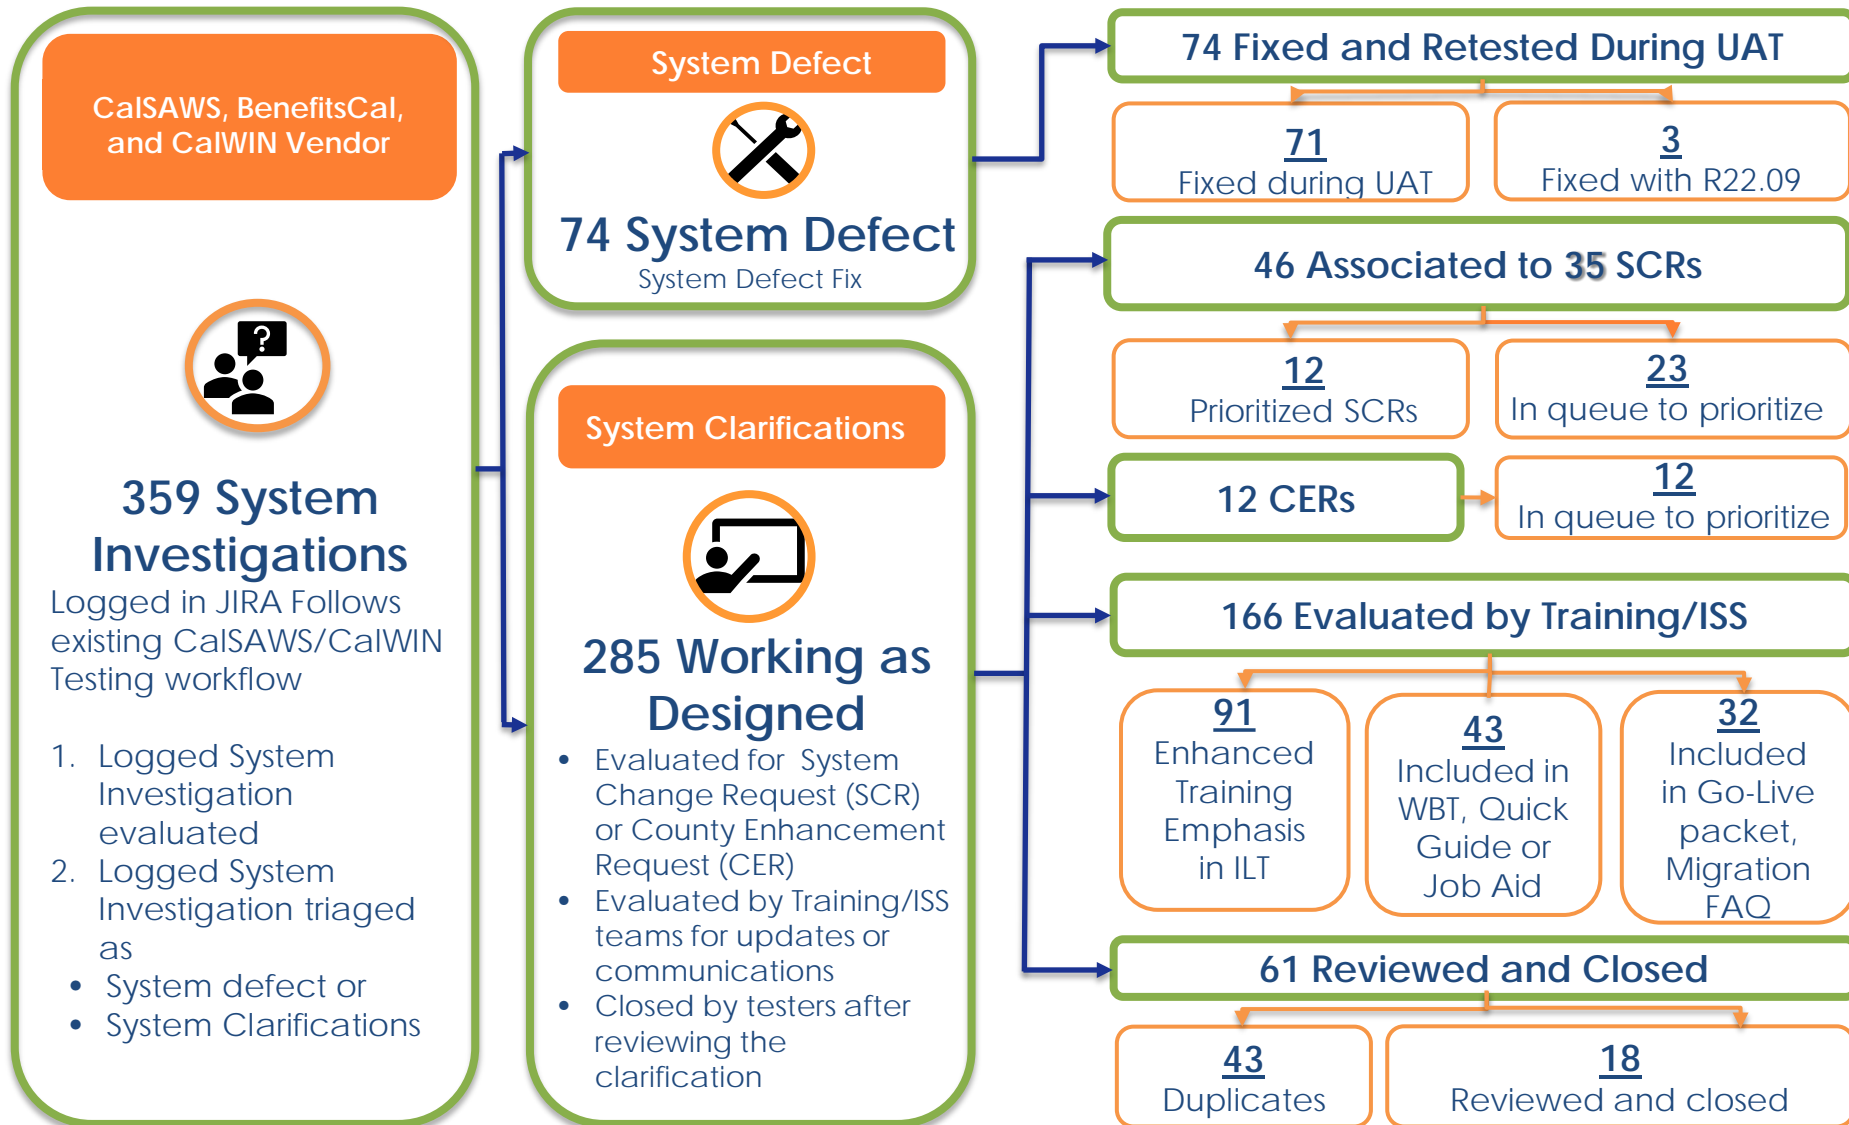 CalSAWS, BenefitsCal,
and CalWIN Vendor
?
359 System
Investigations
Logged in JIRA Follows
existing CalSAWS/CalWIN
Testing workflow
1. Logged System
Investigation
evaluated
2. Logged System
Investigation triaged
as
• System defect or
• System Clarifications
System Defect
74 System Defect
System Defect Fix
System Clarifications
285 Working as
Designed
• Evaluated for System
Change Request (SCR)
or County Enhancement
Request (CER)
• Evaluated by Training/ISS
teams for updates or
communications
• Closed by testers after
reviewing the
clarification
74 Fixed and Retested During UAT
71
Fixed during UAT
3
Fixed with R22.09
46 Associated to 35 SCRs
12
Prioritized SCRs
23
In queue to prioritize
12 CERs
12
In queue to prioritize
166 Evaluated by Training/ISS
91
Enhanced
Training
Emphasis
in ILT
43
Included in
WBT, Quick
Guide or
Job Aid
32
Included
in Go-Live
packet,
Migration
FAQ
61 Reviewed and Closed
43
Duplicates
18
Reviewed and closed